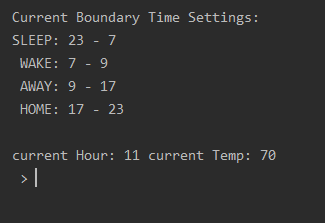 Current Boundary Time Settings:
SLEEP: 23 - 7
WAKE: 7 - 9
AWAY: 9 - 17
HOME: 17 - 23
current Hour: 11 current Temp: 70
>